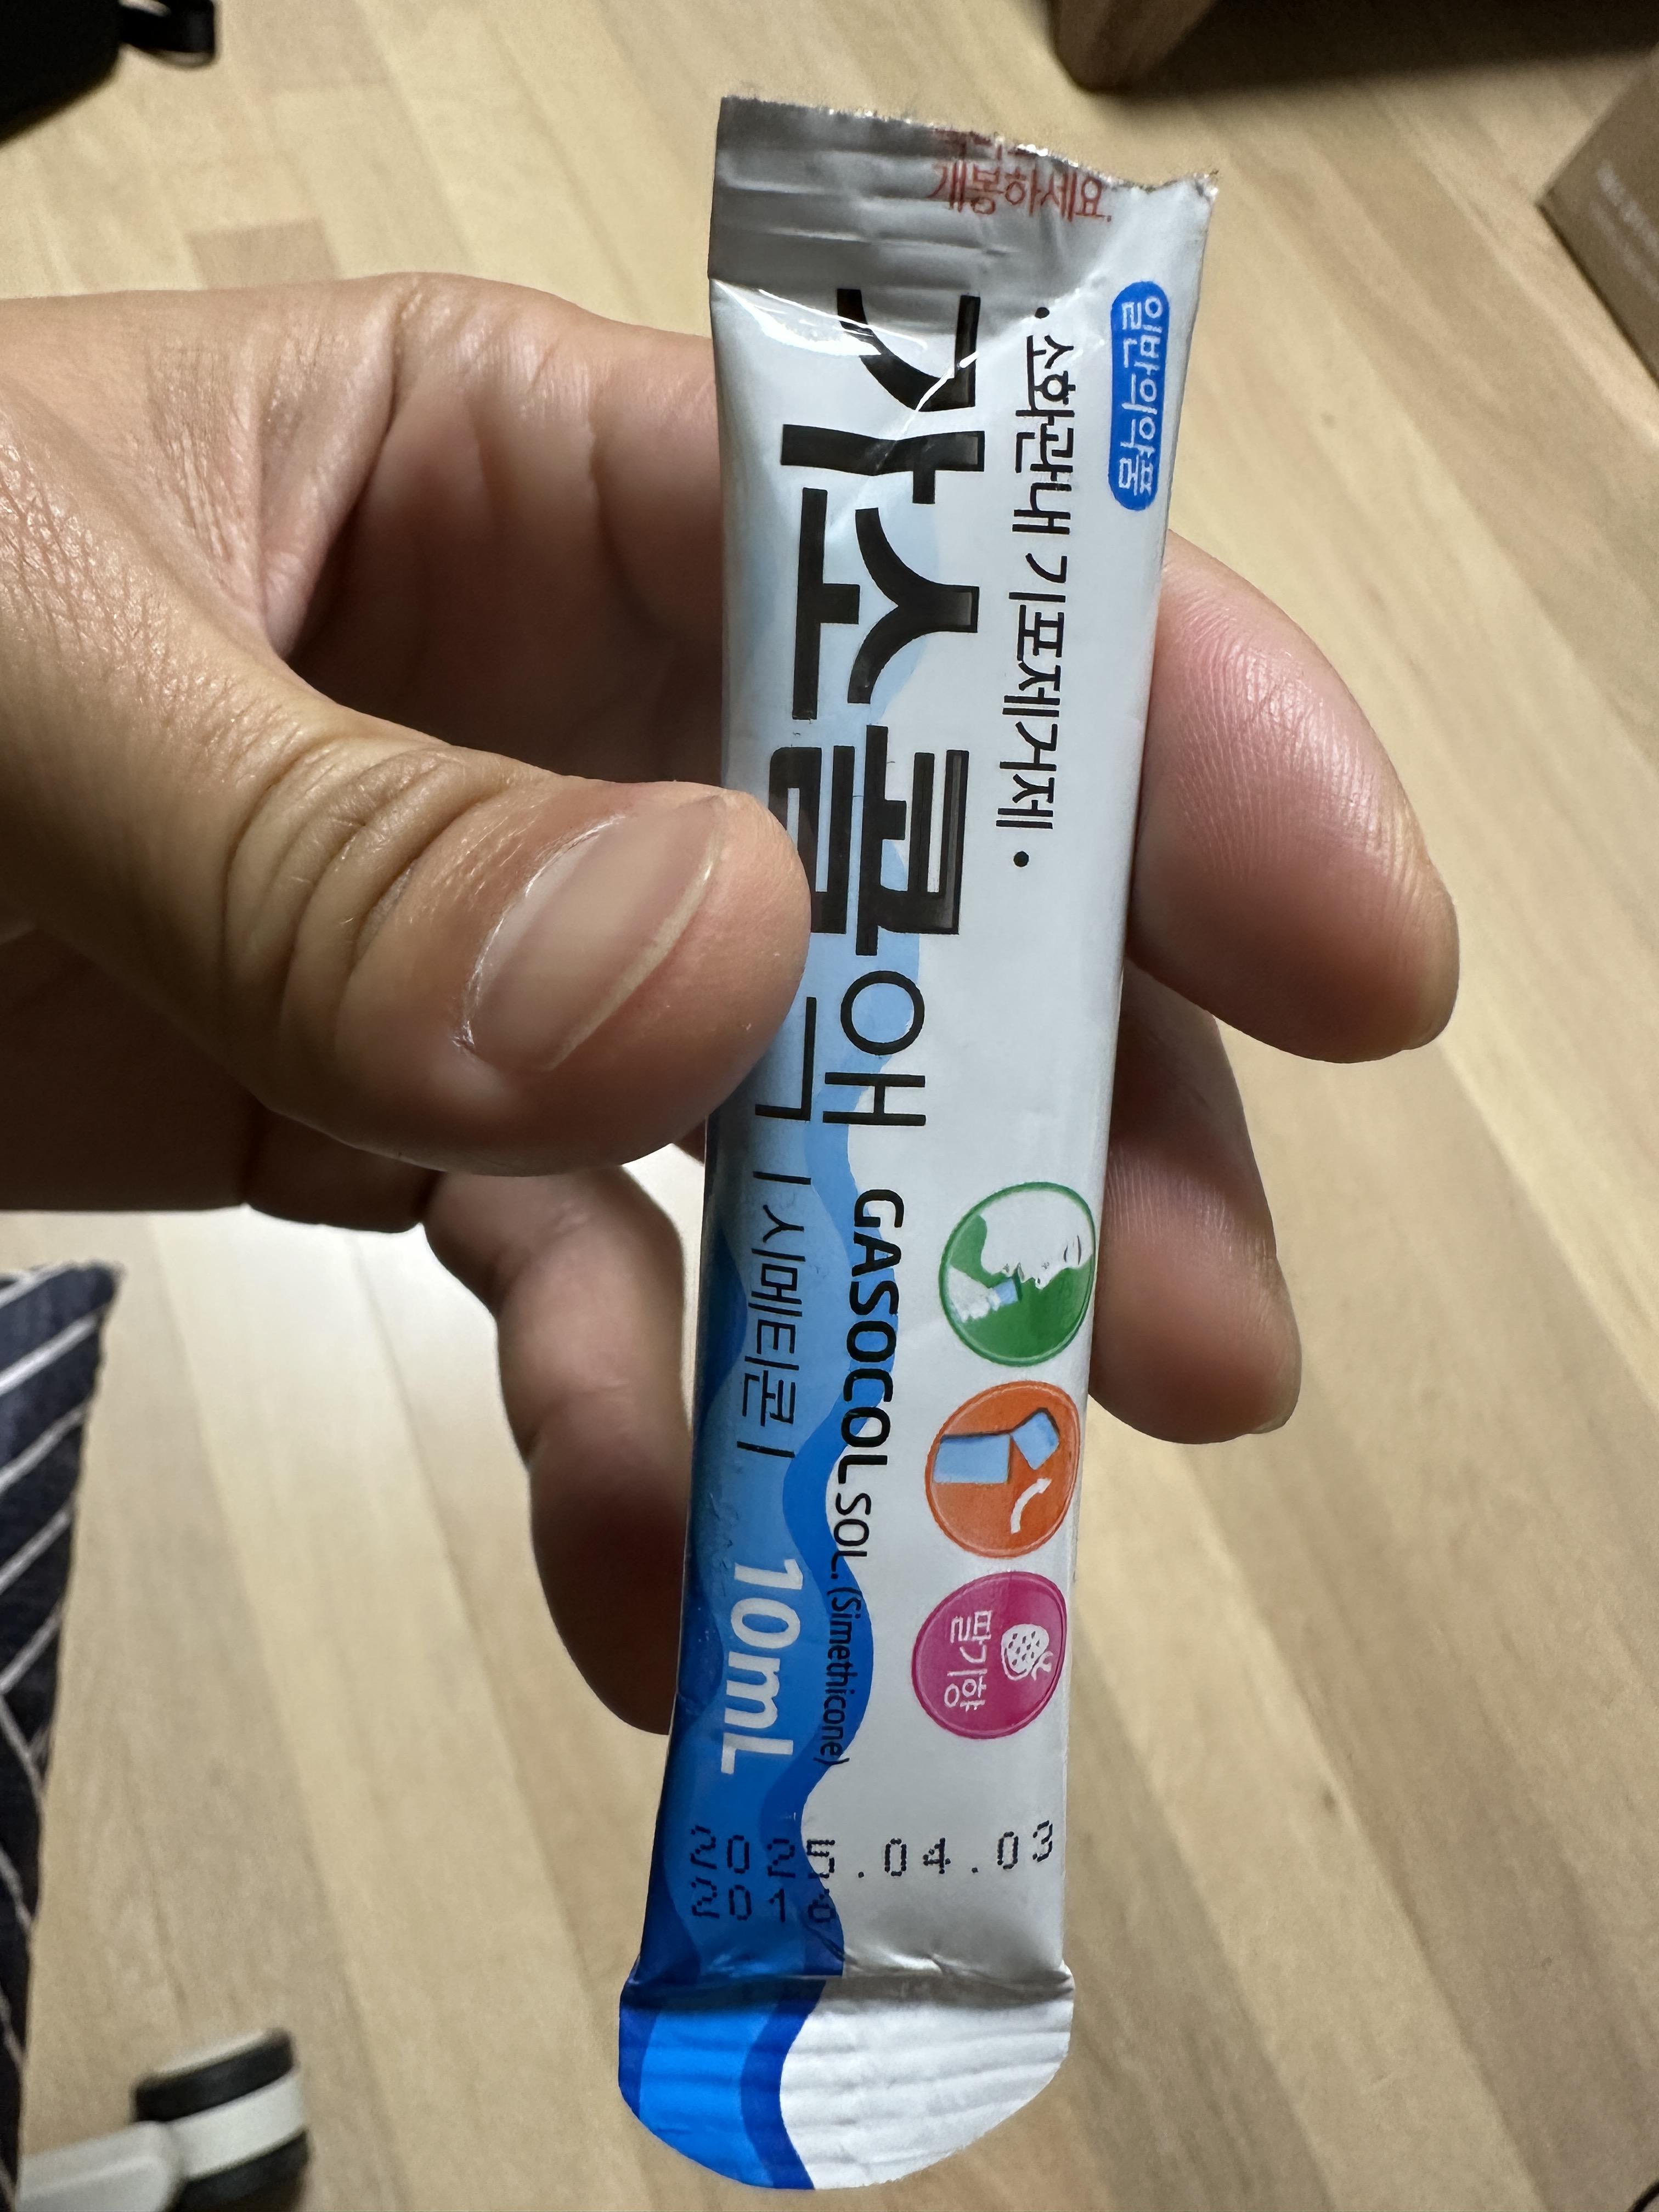 개봉하세요.
일반의약품
• 소화관내 기포제거제 •
가소콜액
GASOCOL SOL. (Simethicone)
| 시메티콘 |
10mL
딸기향
2025.04.03